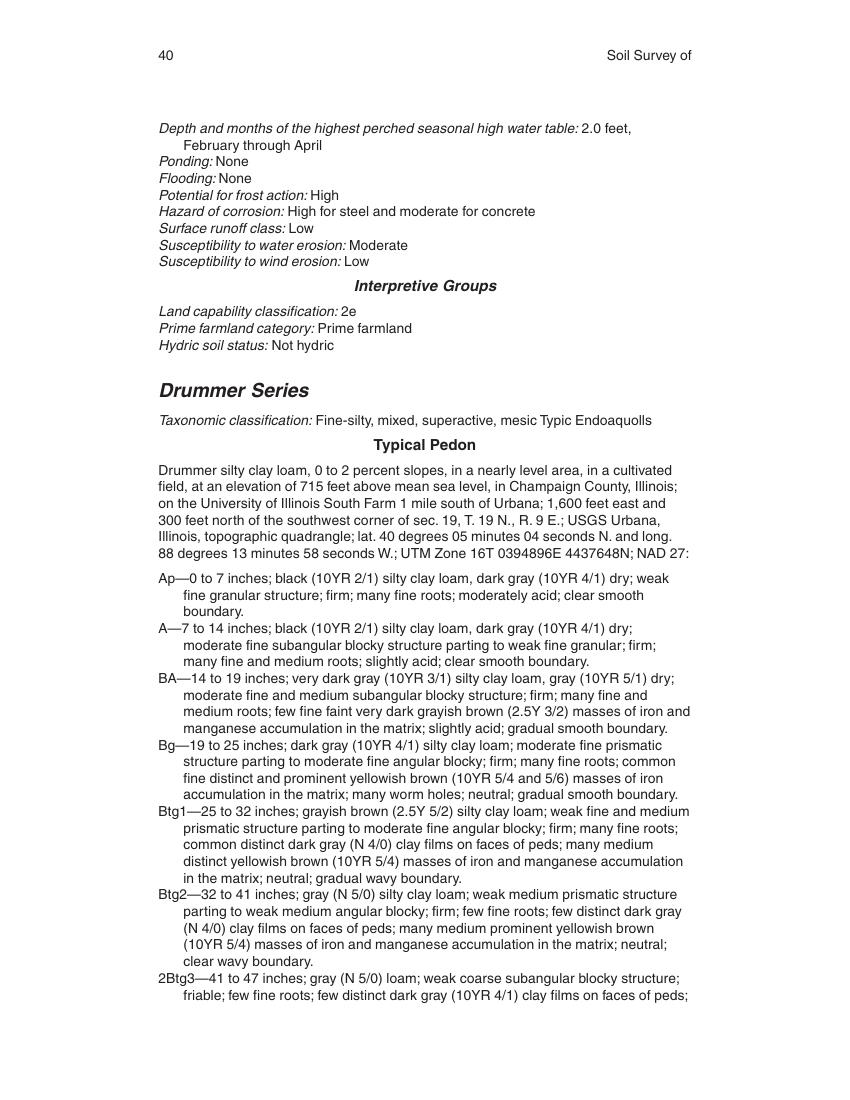 40
Soil Survey of
Depth and months of the highest perched seasonal high water table: 2.0 feet,
February through April
Ponding: None
Flooding: None
Potential for frost action: High
Hazard of corrosion: High for steel and moderate for concrete
Surface runoff class: Low
Susceptibility to water erosion: Moderate
Susceptibility to wind erosion: Low
Interpretive Groups
Land capability classification: 2e
Prime farmland category: Prime farmland
Hydric soil status: Not hydric
Drummer Series
Taxonomic classification: Fine-silty, mixed, superactive, mesic Typic Endoaquolls
Typical Pedon
Drummer silty clay loam, 0 to 2 percent slopes, in a nearly level area, in a cultivated
field, at an elevation of 715 feet above mean sea level, in Champaign County, Illinois;
on the University of Illinois South Farm 1 mile south of Urbana; 1,600 feet east and
300 feet north of the southwest corner of sec. 19, T. 19 N., R. 9 E.; USGS Urbana,
Illinois, topographic quadrangle; lat. 40 degrees 05 minutes 04 seconds N. and long.
88 degrees 13 minutes 58 seconds W.; UTM Zone 16T 0394896E 4437648N; NAD 27:
Ap—0 to 7 inches; black (10YR 2/1) silty clay loam, dark gray (10YR 4/1) dry; weak
fine granular structure; firm; many fine roots; moderately acid; clear smooth
boundary.
A—7 to 14 inches; black (10YR 2/1) silty clay loam, dark gray (10YR 4/1) dry;
moderate fine subangular blocky structure parting to weak fine granular; firm;
many fine and medium roots; slightly acid; clear smooth boundary.
BA—14 to 19 inches; very dark gray (10YR 3/1) silty clay loam, gray (10YR 5/1) dry;
moderate fine and medium subangular blocky structure; firm; many fine and
medium roots; few fine faint very dark grayish brown (2.5Y 3/2) masses of iron and
manganese accumulation in the matrix; slightly acid; gradual smooth boundary.
Bg—19 to 25 inches; dark gray (10YR 4/1) silty clay loam; moderate fine prismatic
structure parting to moderate fine angular blocky; firm; many fine roots; common
fine distinct and prominent yellowish brown (10YR 5/4 and 5/6) masses of iron
accumulation in the matrix; many worm holes; neutral; gradual smooth boundary.
Btg1—25 to 32 inches; grayish brown (2.5Y 5/2) silty clay loam; weak fine and medium
prismatic structure parting to moderate fine angular blocky; firm; many fine roots;
common distinct dark gray (N 4/0) clay films on faces of peds; many medium
distinct yellowish brown (10YR 5/4) masses of iron and manganese accumulation
in the matrix; neutral; gradual wavy boundary.
Btg2—32 to 41 inches; gray (N 5/0) silty clay loam; weak medium prismatic structure
parting to weak medium angular blocky; firm; few fine roots; few distinct dark gray
(N 4/0) clay films on faces of peds; many medium prominent yellowish brown
(10YR 5/4) masses of iron and manganese accumulation in the matrix; neutral;
clear wavy boundary.
2Btg3—41 to 47 inches; gray (N 5/0) loam; weak coarse subangular blocky structure;
friable; few fine roots; few distinct dark gray (10YR 4/1) clay films on faces of peds;